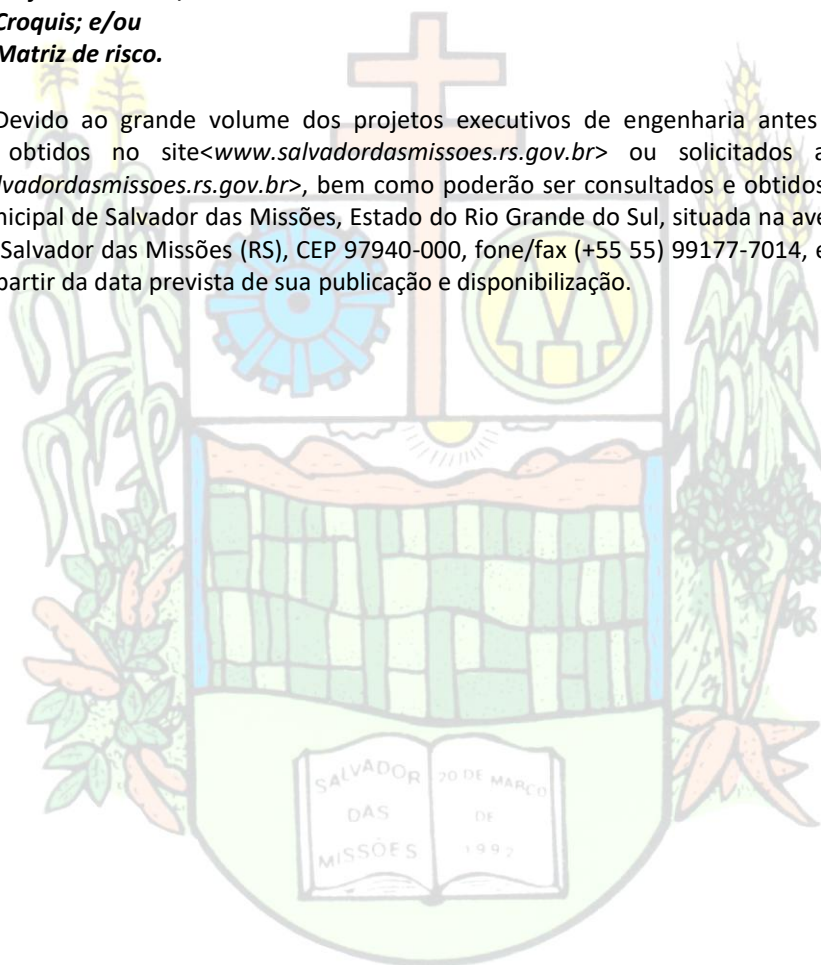 Croquis; e/ou
Matriz de risco.
Devido ao grande volume dos projetos executivos de engenharia antes
obtidos no site<www.salvadordasmissoes.rs.gov.br> ou solicitados a
lvadordasmissoes.rs.gov.br>, bem como poderão ser consultados e obtidos
nicipal de Salvador das Missões, Estado do Rio Grande do Sul, situada na ave
Salvador das Missões (RS), CEP 97940-000, fone/fax (+55 55) 99177-7014, e
partir da data prevista de sua publicação e disponibilização.
SALVADOR
DAS
MISSÕES
20 DE MARÇO
DE
1992